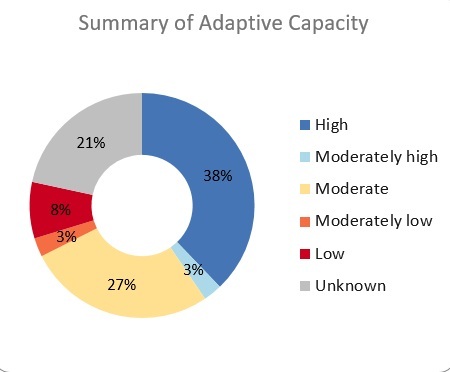 Summary of Adaptive Capacity
21%
38%
8%
3%
3%
27%
High
Moderately high
Moderate
Moderately low
Low
Unknown